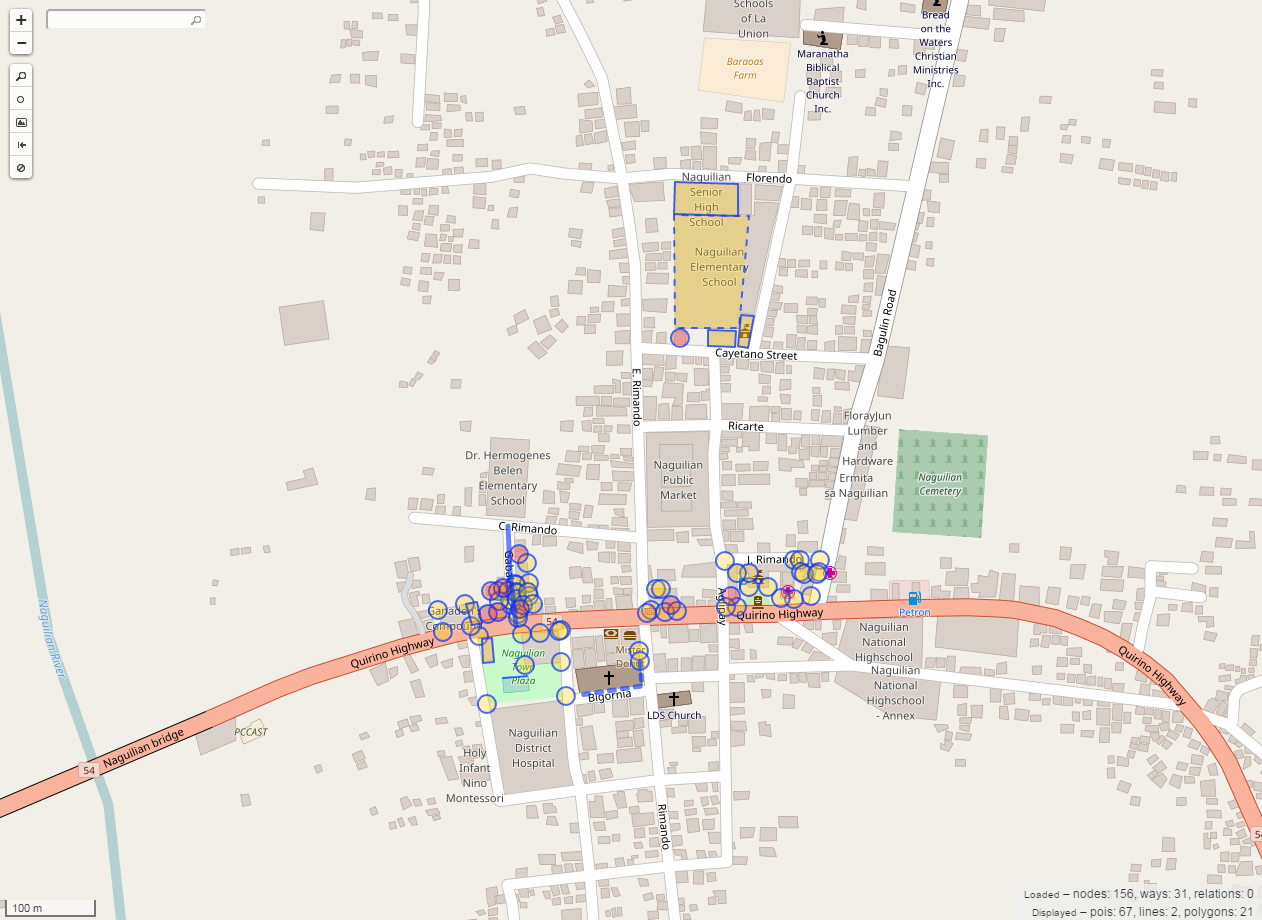 +
−
Schools
of La
Union
Bread
on the
Waters
Christian
Ministries
Inc.
Maranatha
Biblical
Baptist
Church
Inc.
Baraoas
Farm
Naguilian
Senior
High
School
Florendo
Naguilian
Elementary
School
Cayetano Street
Bagulin Road
E. Rimando
Ricarte
FlorayJun
Lumber
and
Hardware
Ermita
sa Naguilian
Naguilian
Cemetery
Dr. Hermogenes
Belen
Elementary
School
Naguilian
Public
Market
C. Rimando
I. Rimando
Aguipay
Quirino Highway
Petron
54
Quirino Highway
Naguilian
Town
Plaza
Mister
Bigornia
LDS Church
Naguilian
National
Highschool
Naguilian
National
Highschool
- Annex
Quirino Highway
Naguilian River
PCCAST
Naguilian bridge
54
Naguilian
District
Hospital
Holy
Infant
Nino
Montessori
Rimando
100 m
Loaded – nodes: 156, ways: 31, relations: 0
Displayed – pois: 67, lines: 2, polygons: 21